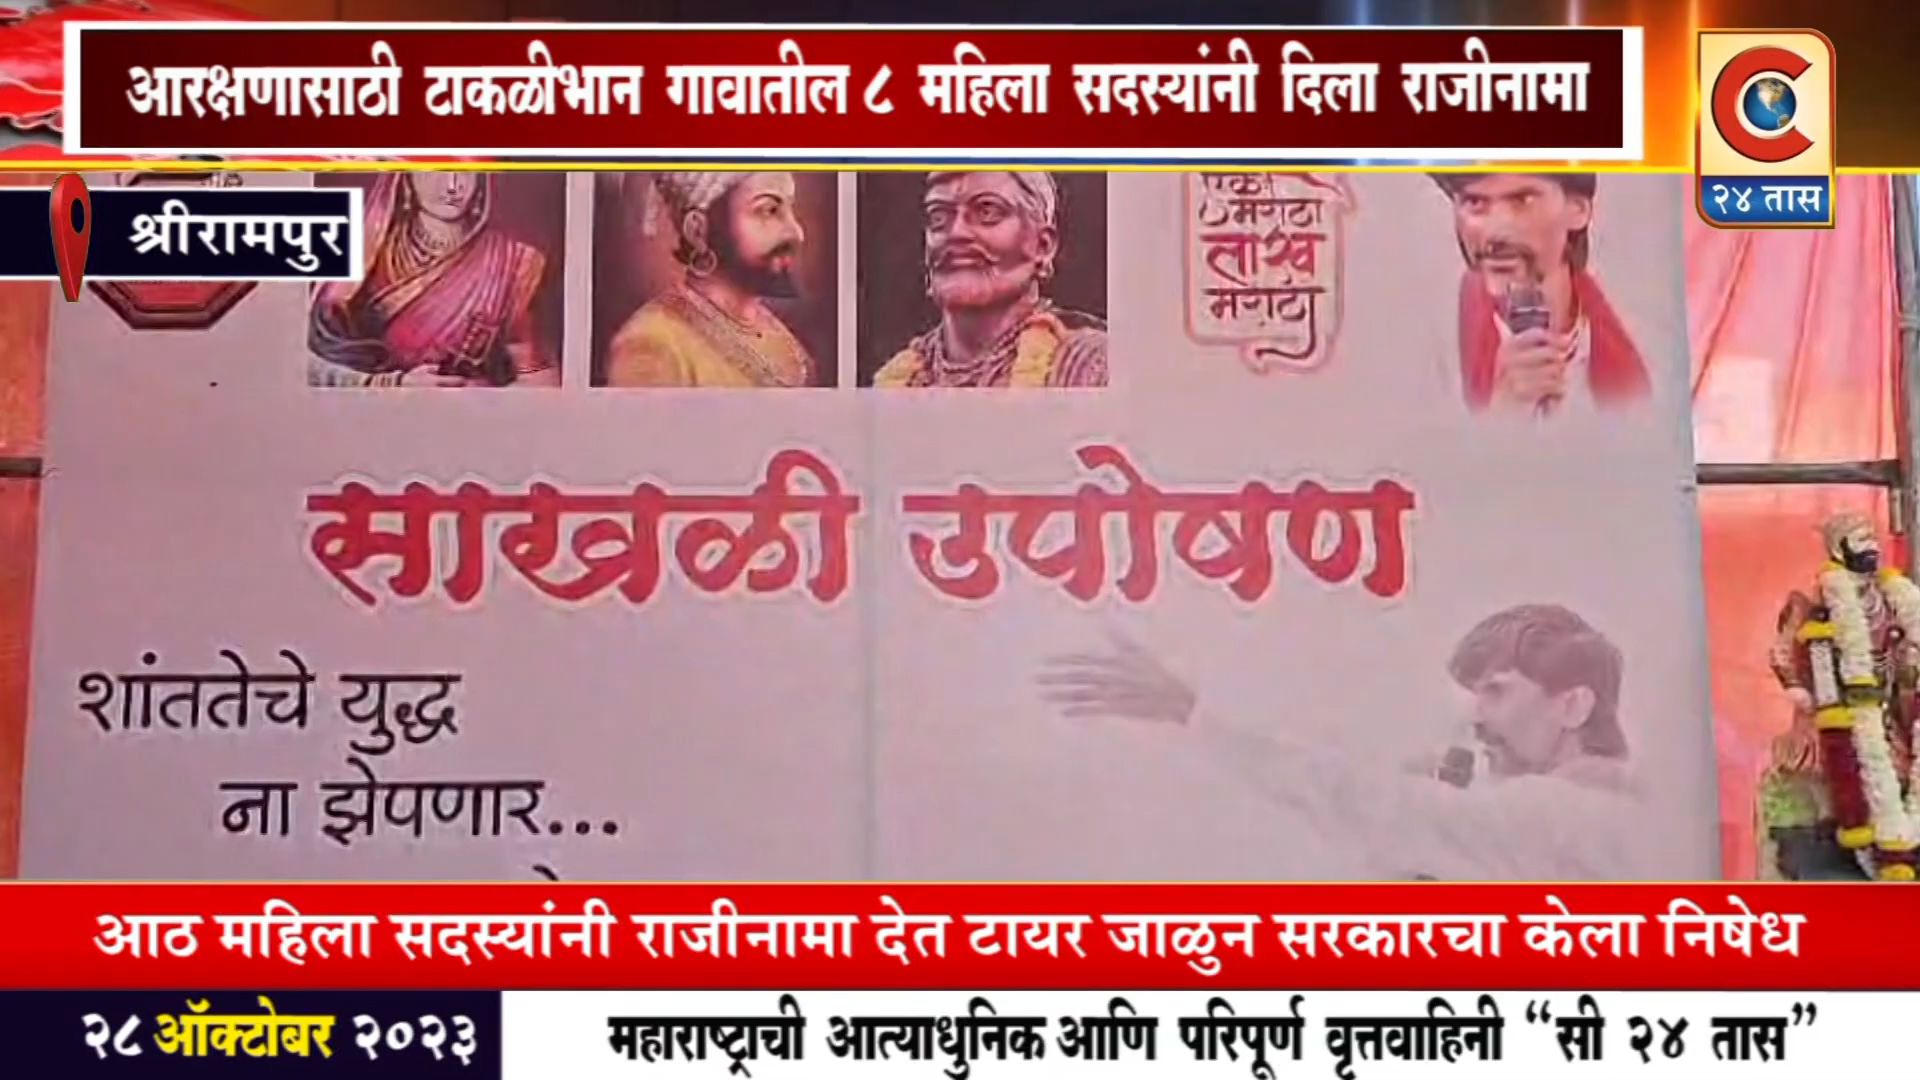 आरक्षणासाठी टाकळीभान गावातील ८ महिला सदस्यांनी दिला राजीनामा
२४ तास
श्रीरामपुर
एक
मराठा
लाख
मराठा
साखळी उपोषण
शांततेचे युद्ध
ना झेपणार...
आठ महिला सदस्यांनी राजीनामा देत टायर जाळुन सरकारचा केला निषेध
२८ ऑक्टोबर २०२३
महाराष्ट्राची आत्याधुनिक आणि परिपूर्ण वृत्तवाहिनी “सी २४ तास”